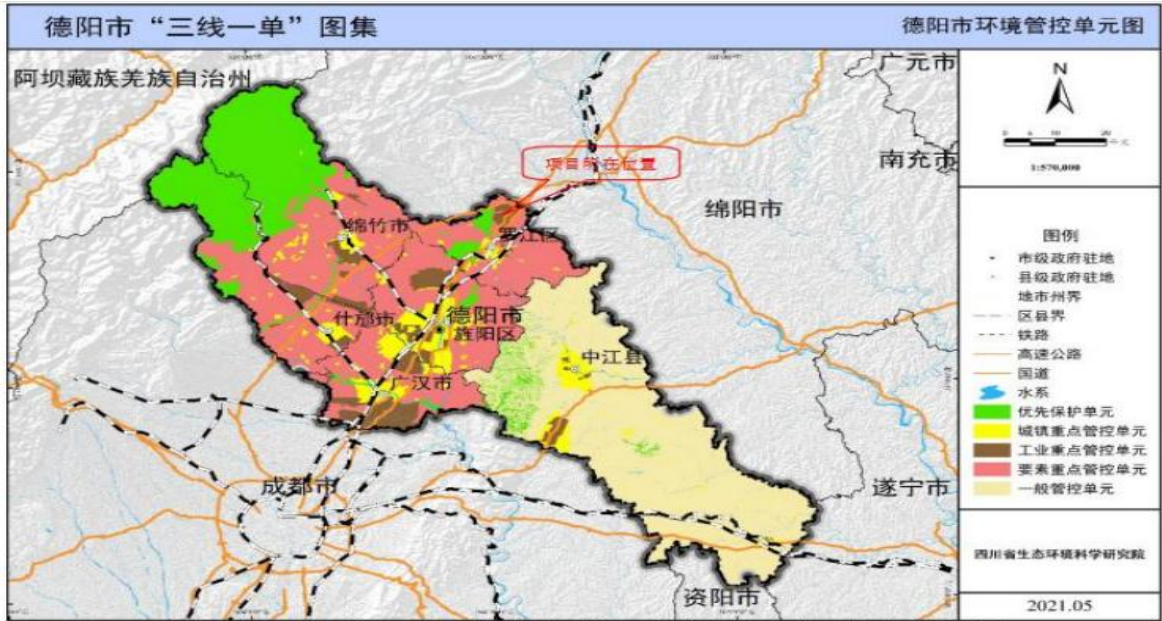 德阳市“三线一单”图集
德阳市环境管控单元图
阿坝藏族羌族自治州
广元市
N
项目所在位置
南充市
1:570,000
绵阳市
绵竹市
罗江区
图例
市级政府驻地
县级政府驻地
地市州界
什邡市
德阳市
区县界
旌阳区
铁路
中江县
高速公路
广汉市
国道
水系
优先保护单元
城镇重点管控单元
工业重点管控单元
成都市
遂宁市
要素重点管控单元
一般管控单元
四川省生态环境科学研究院
资阳市
2021.05